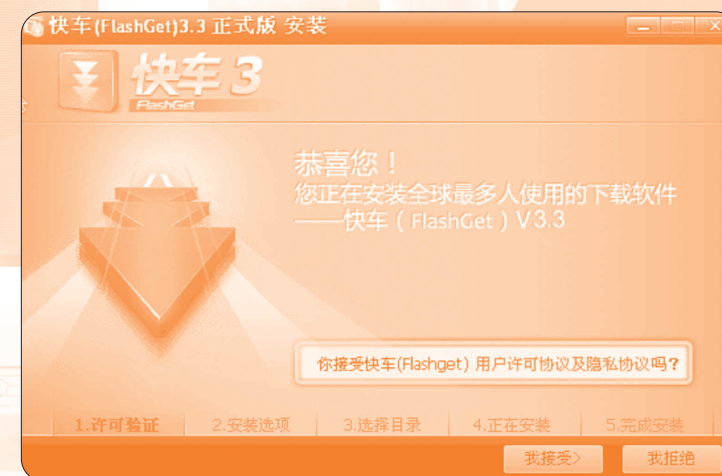 快车(FlashGet)3.3 正式版 安装
快车 3
FlashGet
恭喜您！
您正在安装全球最多人使用的下载软件
——快车（FlashGet）V3.3
你接受快车(Flashget) 用户许可协议及隐私协议吗？
1.许可验证 2.安装选项 3.选择目录 4.正在安装 5.完成安装
我接受> 我拒绝